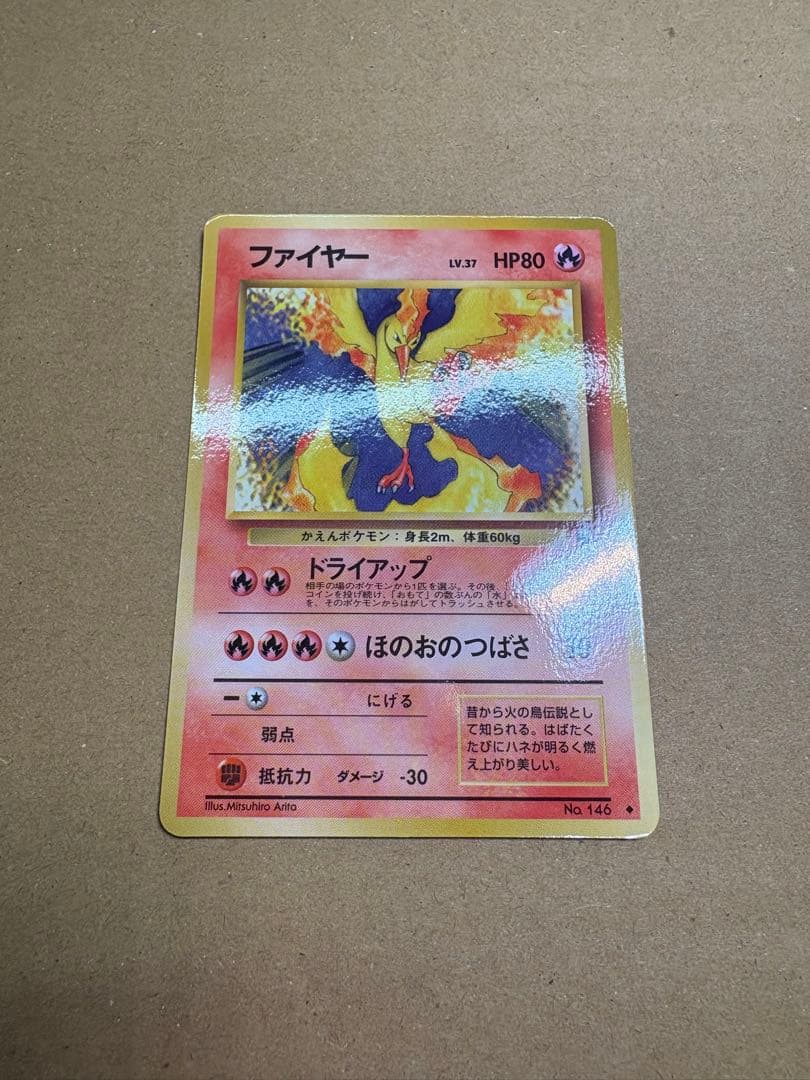 ファイヤー LV.37 HP80
かえんポケモン：身長2m、体重60kg
ドライアップ
相手の場のポケモンから1匹を選ぶ。その後、
コインを投げ続け、「おもて」の数ぶんの「水」
を、そのポケモンからはがしてトラッシュさせる。
ほのおのつばさ 30
ー にげる
弱点
抵抗力 ダメージ -30
昔から火の鳥伝説とし
て知られる。はばたく
たびにハネが明るく燃
え上がり美しい。
Illus.Mitsuhiro Arita
No. 146